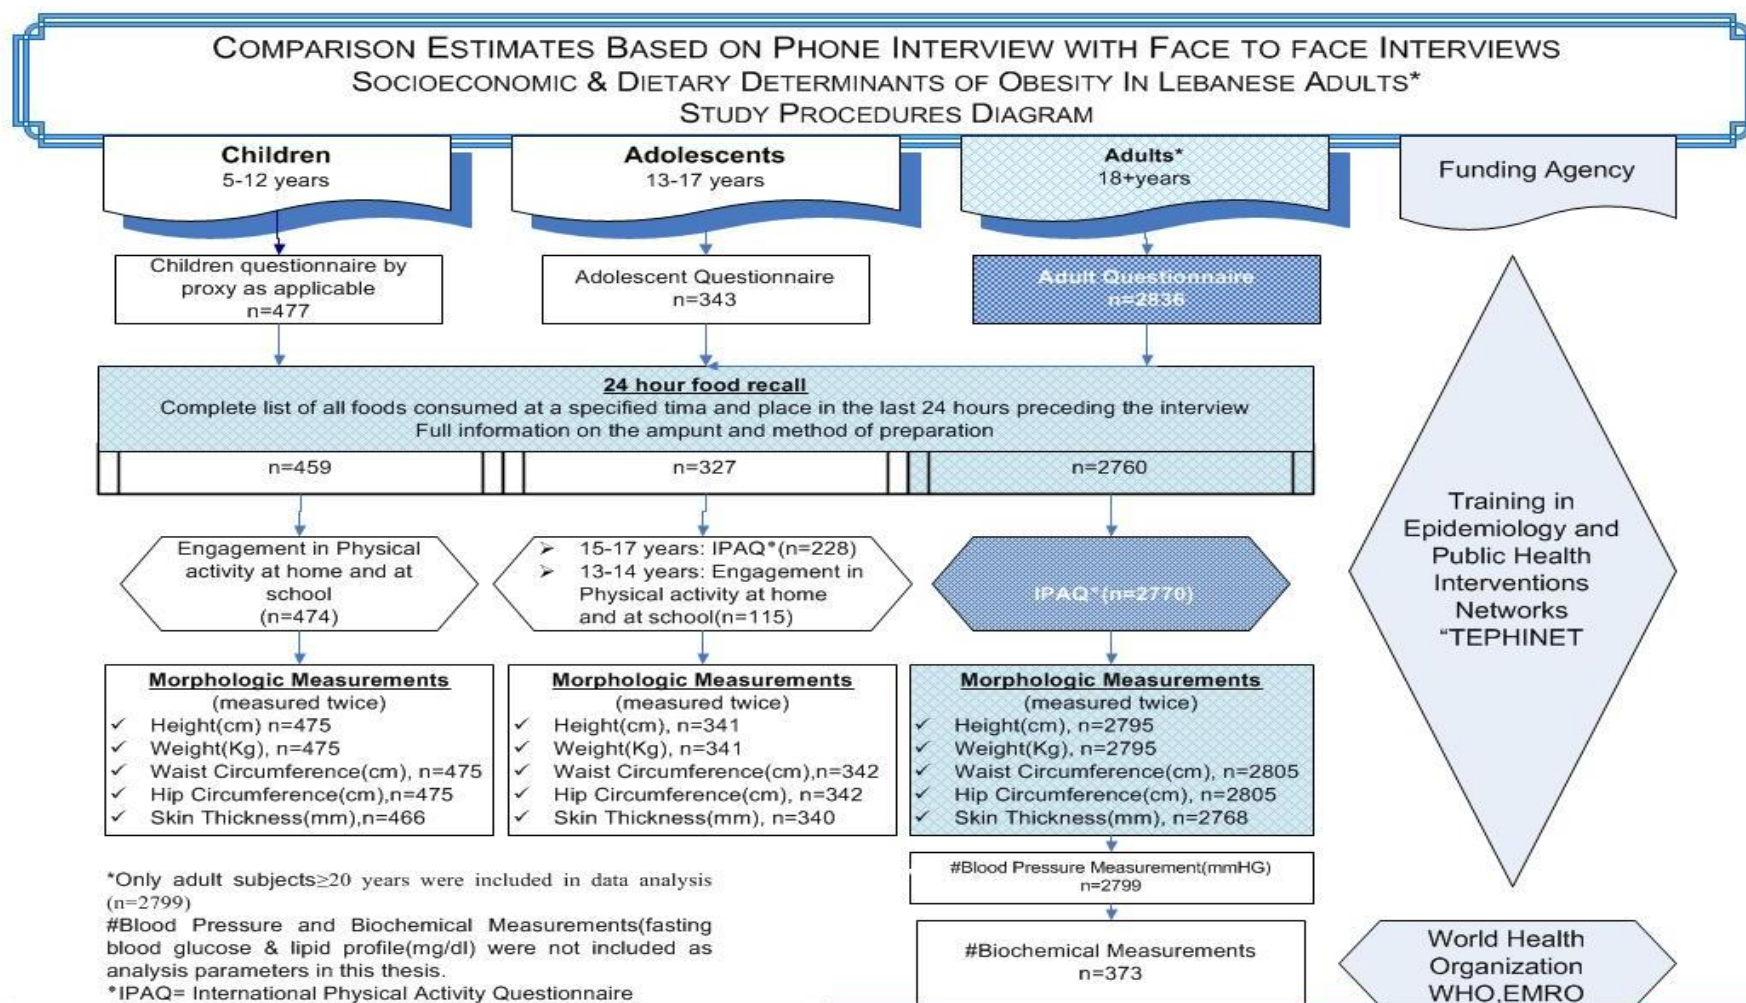 COMPARISON ESTIMATES BASED ON PHONE INTERVIEW WITH FACE TO FACE INTERVIEWS
SOCIOECONOMIC & DIETARY DETERMINANTS OF OBESITY IN LEBANESE ADULTS*
STUDY PROCEDURES DIAGRAM
Children
5-12 years
Adolescents
13-17 years
Adults*
18+years
Funding Agency
Children questionnaire by
proxy as applicable
n=477
Adolescent Questionnaire
n=343
Adult Questionnaire
n=2836
24 hour food recall
Complete list of all foods consumed at a specified tima and place in the last 24 hours preceding the interview
Full information on the ampunt and method of preparation
n=459
n=327
n=2760
Engagement in Physical
activity at home and at
school
(n=474)
➢ 15-17 years: IPAQ*(n=228)
➢ 13-14 years: Engagement in
Physical activity at home
and at school(n=115)
IPAQ*(n=2770)
Training in
Epidemiology and
Public Health
Interventions
Networks
“TEPHINET
Morphologic Measurements
(measured twice)
✓ Height(cm) n=475
✓ Weight(Kg), n=475
✓ Waist Circumference(cm), n=475
✓ Hip Circumference(cm),n=475
✓ Skin Thickness(mm),n=466
Morphologic Measurements
(measured twice)
✓ Height(cm), n=341
✓ Weight(Kg), n=341
✓ Waist Circumference(cm),n=342
✓ Hip Circumference(cm), n=342
✓ Skin Thickness(mm), n=340
Morphologic Measurements
(measured twice)
✓ Height(cm), n=2795
✓ Weight(Kg), n=2795
✓ Waist Circumference(cm), n=2805
✓ Hip Circumference(cm), n=2805
✓ Skin Thickness(mm), n=2768
#Blood Pressure Measurement(mmHG)
n=2799
#Biochemical Measurements
n=373
World Health
Organization
WHO,EMRO
*Only adult subjects≥20 years were included in data analysis
(n=2799)
#Blood Pressure and Biochemical Measurements(fasting
blood glucose & lipid profile(mg/dl) were not included as
analysis parameters in this thesis.
*IPAQ= International Physical Activity Questionnaire